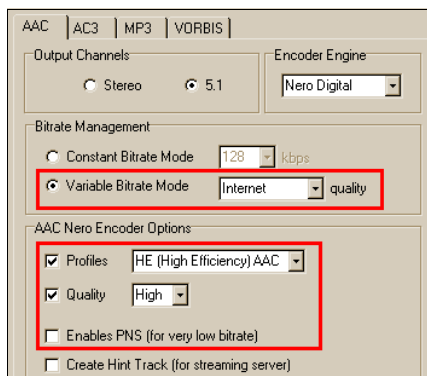 AAC AC3 MP3 VORBIS
Output Channels Encoder Engine
Stereo 5.1 Nero Digital
Bitrate Management
Constant Bitrate Mode 128 kbps
Variable Bitrate Mode Internet quality
AAC Nero Encoder Options
Profiles HE (High Efficiency) AAC
Quality High
Enables PNS (for very low bitrate)
Create Hint Track (for streaming server)